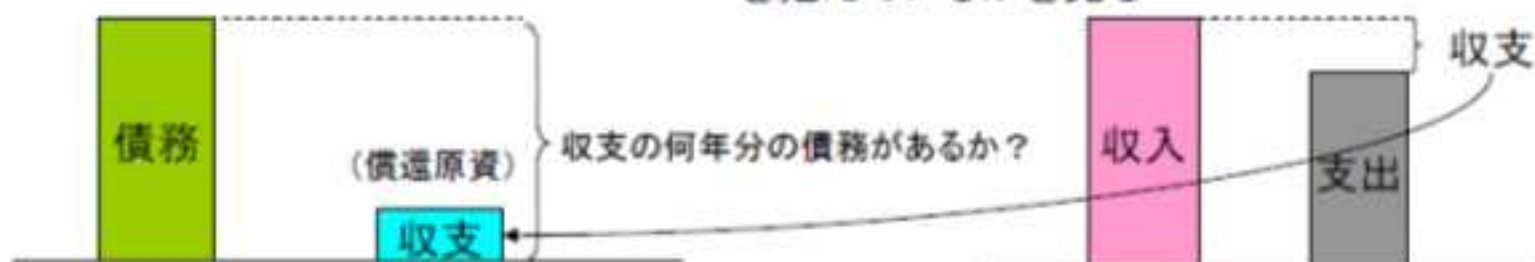 収支
債務
収支の何年分の債務があるか？
収入
(償還原資)
支出
収支